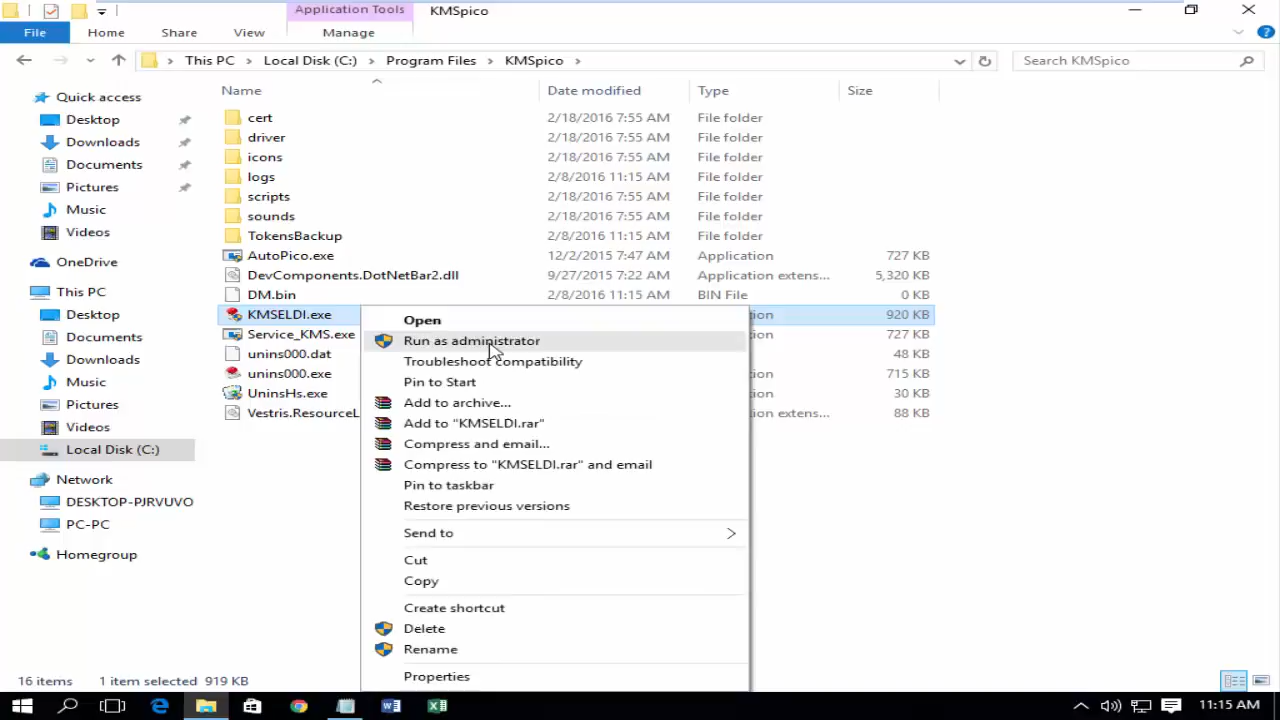 Application Tools KMSpico
File Home Share View Manage
This PC Local Disk (C:) Program Files KMSpico Search KMSpico
Name Date modified Type Size
Quick access
Desktop
Downloads
Documents
Pictures
Music
Videos
OneDrive
This PC
Desktop
Documents
Downloads
Music
Pictures
Videos
Local Disk (C:)
Network
DESKTOP-PJRVUVO
PC-PC
Homegroup
cert 2/18/2016 7:55 AM File folder
driver 2/18/2016 7:55 AM File folder
icons 2/18/2016 7:55 AM File folder
logs 2/8/2016 11:15 AM File folder
scripts 2/18/2016 7:55 AM File folder
sounds 2/18/2016 7:55 AM File folder
TokensBackup 2/8/2016 11:15 AM File folder
AutoPico.exe 12/2/2015 7:47 AM Application 727 KB
DevComponents.DotNetBar2.dll 9/27/2015 7:22 AM Application extens... 5,320 KB
DM.bin 2/8/2016 11:15 AM BIN File 0 KB
KMSELDI.exe tion 920 KB
Service_KMS.exe tion 727 KB
unins000.dat 48 KB
unins000.exe tion 715 KB
UninsHs.exe tion 30 KB
Vestris.ResourceL tion extens... 88 KB
Open
Run as administrator
Troubleshoot compatibility
Pin to Start
Add to archive...
Add to "KMSELDI.rar"
Compress and email...
Compress to "KMSELDI.rar" and email
Pin to taskbar
Restore previous versions
Send to
Cut
Copy
Create shortcut
Delete
Rename
Properties
16 items 1 item selected 919 KB
11:15 AM